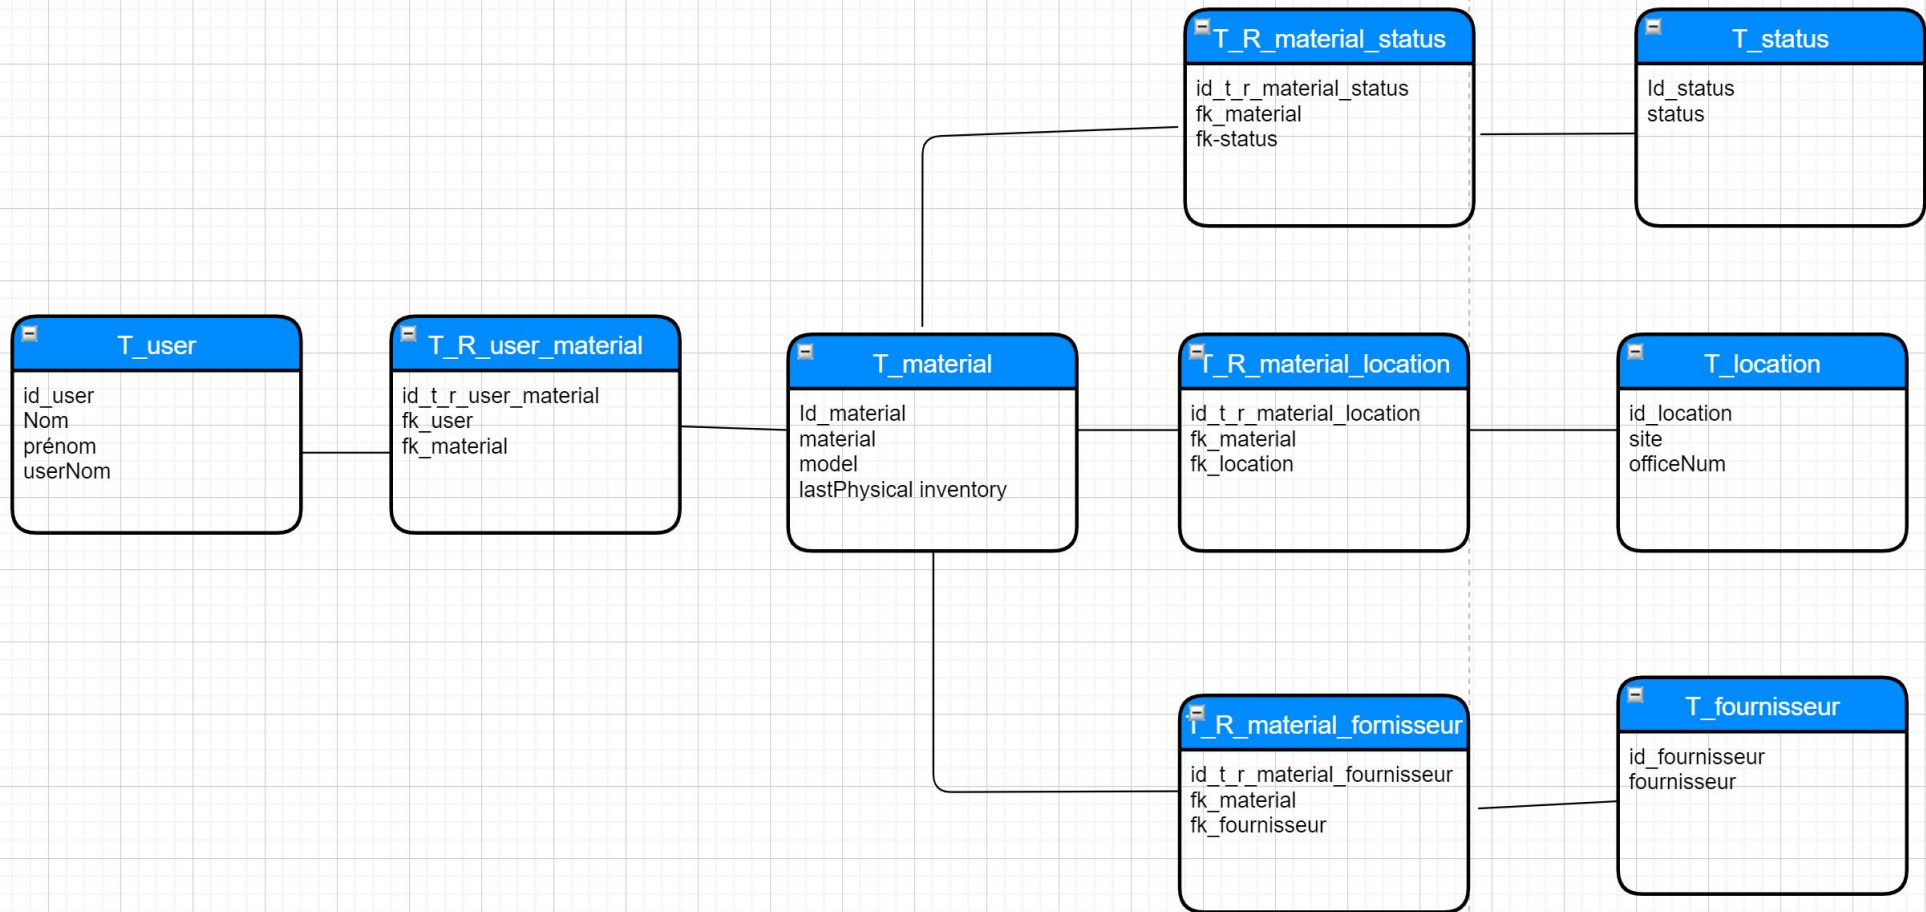 T_R_material_status
id_t_r_material_status
fk_material
fk-status
T_status
Id_status
status
T_user
id_user
Nom
prénom
userNom
T_R_user_material
id_t_r_user_material
fk_user
fk_material
T_material
Id_material
material
model
lastPhysical inventory
T_R_material_location
id_t_r_material_location
fk_material
fk_location
T_location
id_location
site
officeNum
T_R_material_fornisseur
id_t_r_material_fournisseur
fk_material
fk_fournisseur
T_fournisseur
id_fournisseur
fournisseur